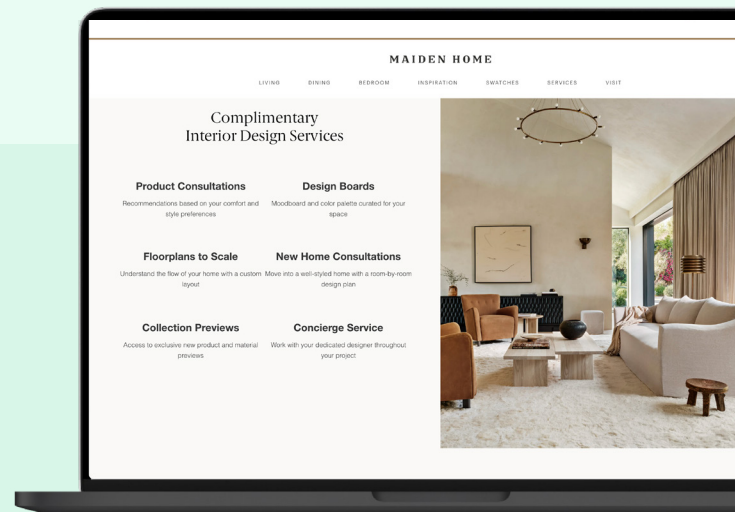 MAIDEN HOME
LIVING DINING BEDROOM INSPIRATION SWATCHES SERVICES VISIT
Complimentary
Interior Design Services
Product Consultations
Recommendations based on your comfort and
style preferences
Design Boards
Moodboard and color palette curated for your
space
Floorplans to Scale
Understand the flow of your home with a custom
layout
New Home Consultations
Move into a well-styled home with a room-by-room
design plan
Collection Previews
Access to exclusive new product and material
previews
Concierge Service
Work with your dedicated designer throughout
your project